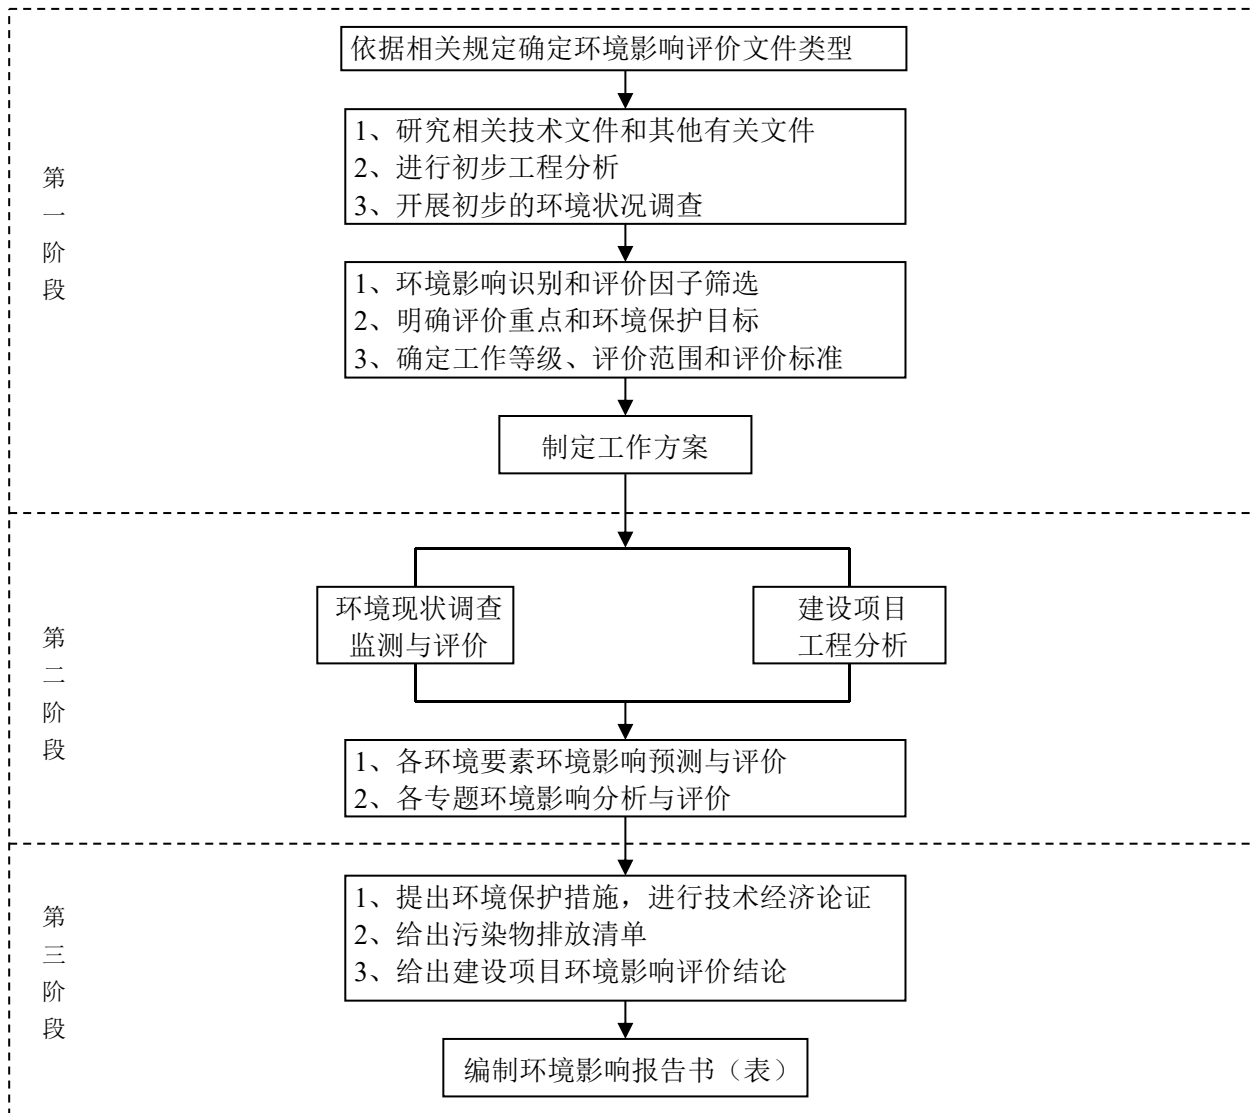 依据相关规定确定环境影响评价文件类型
1、研究相关技术文件和其他有关文件
2、进行初步工程分析
3、开展初步的环境状况调查
第
一
阶
段
1、环境影响识别和评价因子筛选
2、明确评价重点和环境保护目标
3、确定工作等级、评价范围和评价标准
制定工作方案
环境现状调查
监测与评价
建设项目
工程分析
第
二
阶
段
1、各环境要素环境影响预测与评价
2、各专题环境影响分析与评价
第
三
阶
段
1、提出环境保护措施，进行技术经济论证
2、给出污染物排放清单
3、给出建设项目环境影响评价结论
编制环境影响报告书（表）